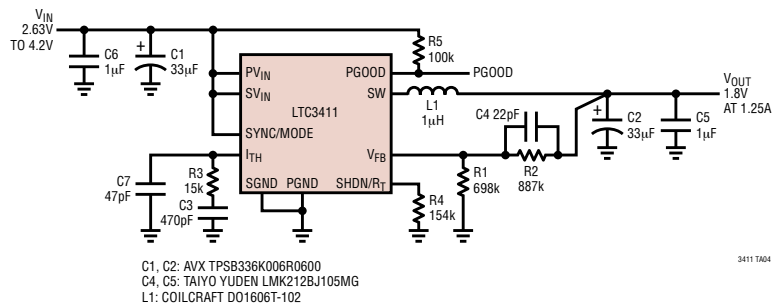 VIN
2.63V
TO 4.2V
C6
1µF
+
C1
33µF
R5
100k
PGOOD
PVIN
PGOOD
SVIN
SW
LTC3411
SYNC/MODE
ITH
VFB
SGND
PGND
SHDN/RT
L1
1µH
VOUT
1.8V
AT 1.25A
C4 22pF
+
C2
33µF
C5
1µF
R2
887k
R1
698k
R4
154k
R3
15k
C7
47pF
C3
470pF
3411 TA04
C1, C2: AVX TPSB336K006R0600
C4, C5: TAIYO YUDEN LMK212BJ105MG
L1: COILCRAFT DO1606T-102